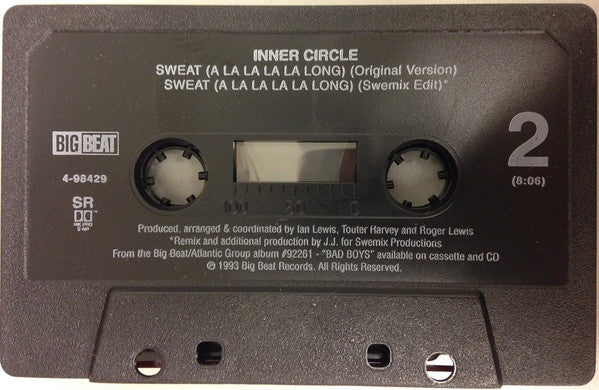 INNER CIRCLE
SWEAT (A LA LA LA LA LONG) (Original Version)
SWEAT (A LA LA LA LA LONG) (Swemix Edit)*
BIG BEAT
2
4-98429
(8:06)
SR
100 50 0
Produced, arranged & coordinated by Ian Lewis, Touter Harvey and Roger Lewis
*Remix and additional production by J.J. for Swemix Productions
From the Big Beat/Atlantic Group album #92261 - "BAD BOYS" available on cassette and CD
℗ 1993 Big Beat Records. All Rights Reserved.